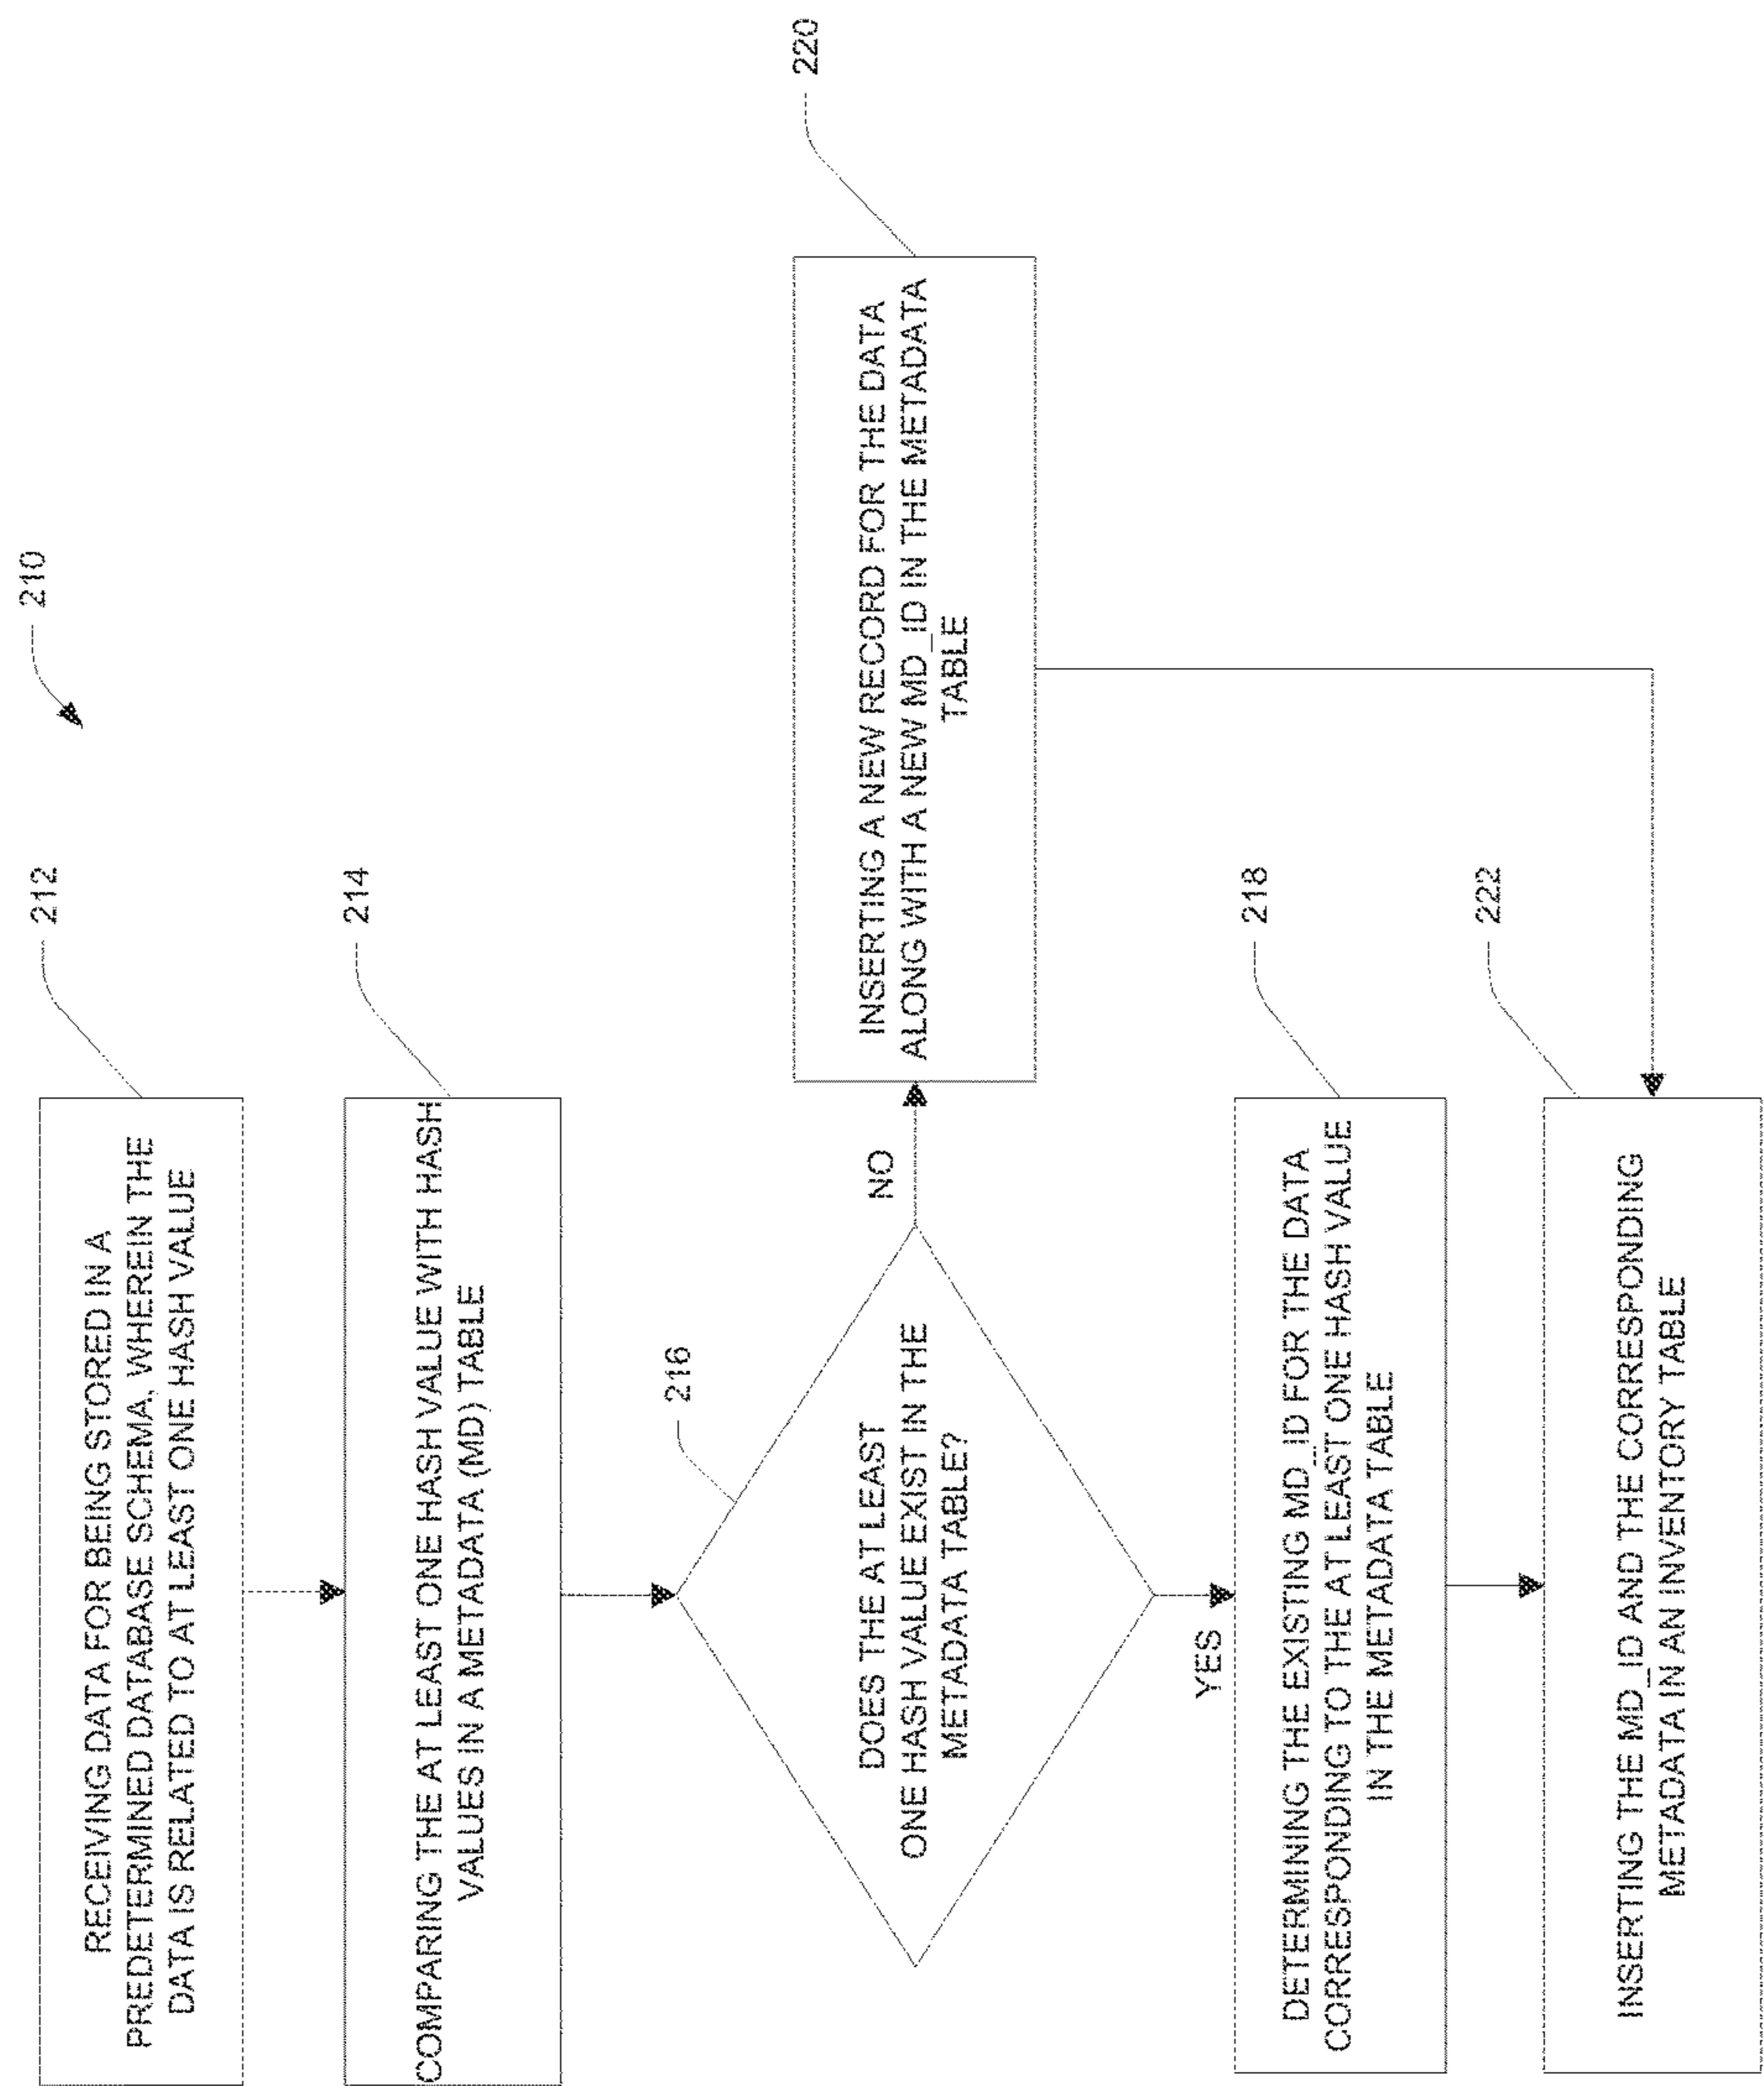 210
212
RECEIVING DATA FOR BEING STORED IN A
PREDETERMINED DATABASE SCHEMA, WHEREIN THE
DATA IS RELATED TO AT LEAST ONE HASH VALUE
214
COMPARING THE AT LEAST ONE HASH VALUE WITH HASH
VALUES IN A METADATA (MD) TABLE
216
DOES THE AT LEAST
ONE HASH VALUE EXIST IN THE
METADATA TABLE?
NO
220
INSERTING A NEW RECORD FOR THE DATA
ALONG WITH A NEW MD_ID IN THE METADATA
TABLE
YES
218
DETERMINING THE EXISTING MD_ID FOR THE DATA
CORRESPONDING TO THE AT LEAST ONE HASH VALUE
IN THE METADATA TABLE
222
INSERTING THE MD_ID AND THE CORRESPONDING
METADATA IN AN INVENTORY TABLE